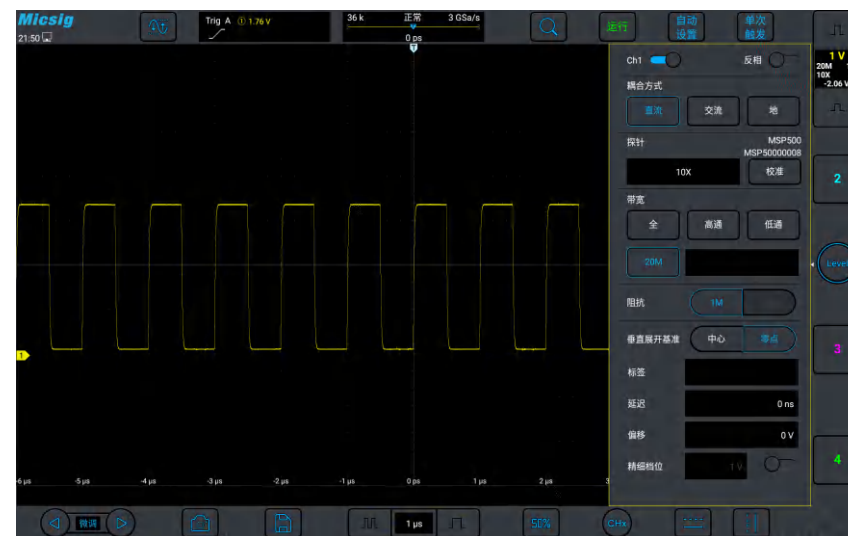 Micsig
21:50
Trig A ① 1.76 V
36 k 正常 3 GSa/s
0 ps
运行
自动
设置
单次
触发
Ch1 反相
耦合方式
直流 交流 地
探针 MSP500
MSP50000008
10X 校准
带宽
全 高通 低通
20M
阻抗 1M
垂直展开基准 中心 零点
标签
延迟 0 ns
偏移 0 V
精细档位 1 V
1 V
20M
10X
-2.06 V
2
Level
3
4
1
-6 μs -5 μs -4 μs -3 μs -2 μs -1 μs 0 ps 1 μs 2 μs 3
微调
1 μs
50%
CHx